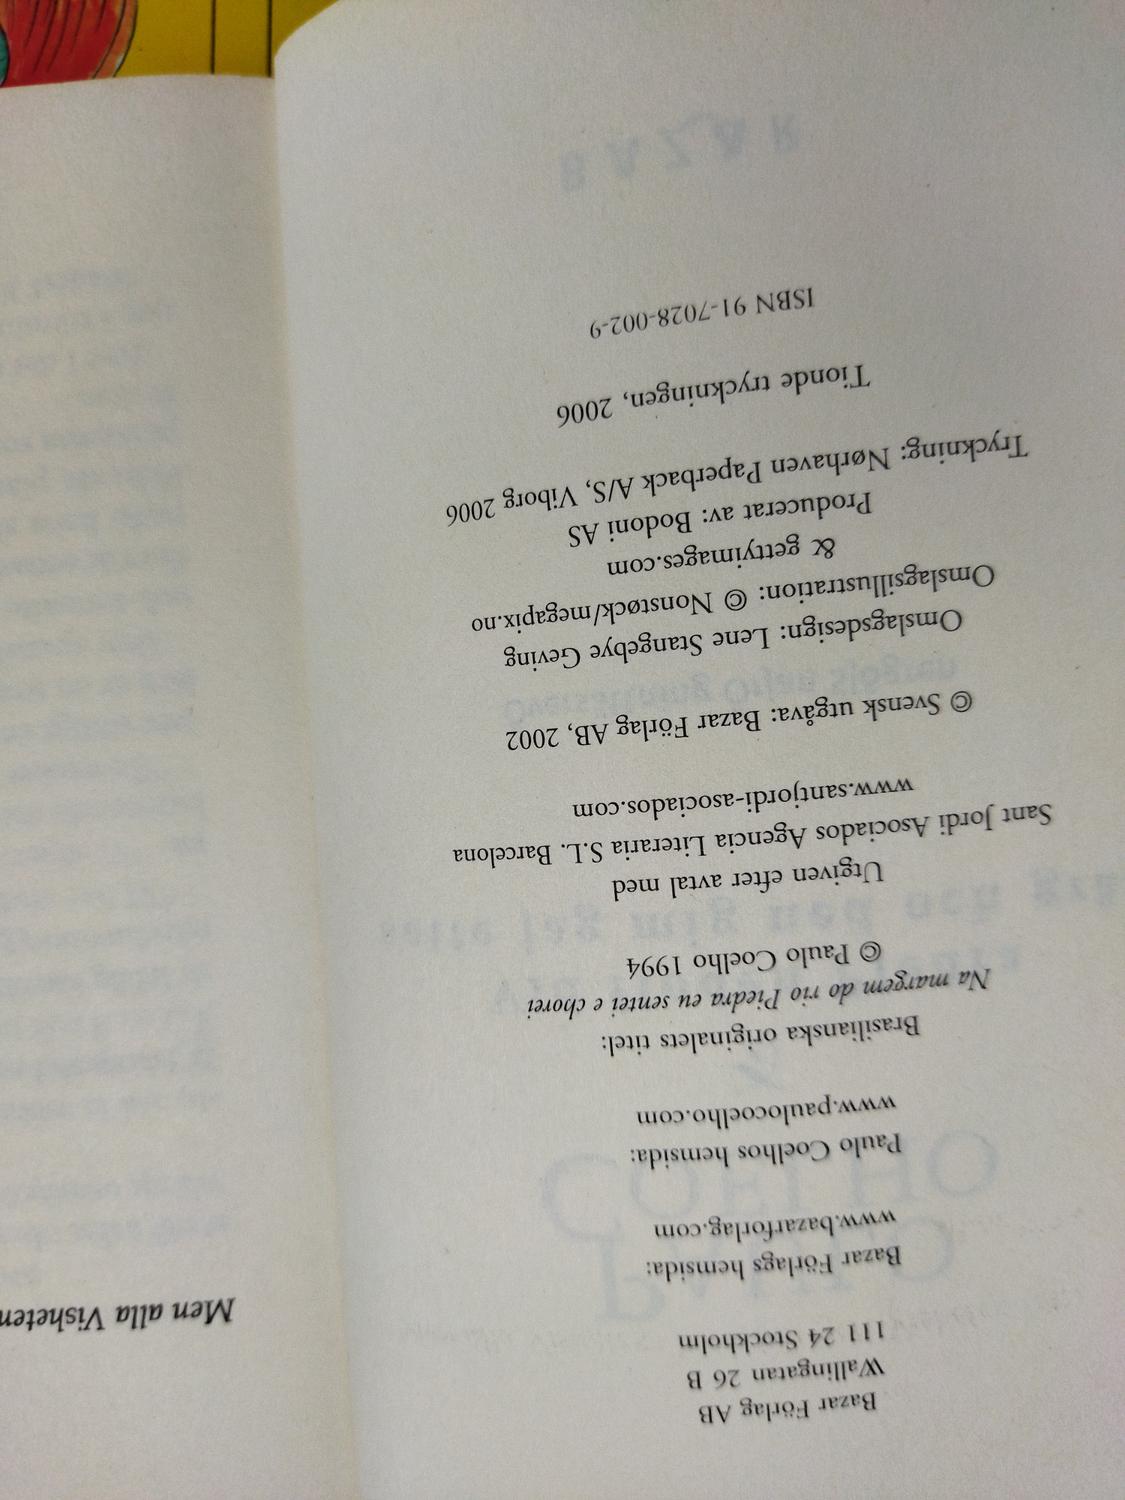 Bazar Förlag AB
Wallingatan 26 B
111 24 Stockholm
Bazar Förlags hemsida:
www.bazarforlag.com
Paulo Coelhos hemsida:
www.paulocoelho.com
Brasilianska originalets titel:
Na margem do rio Piedra eu sentei e chorei
© Paulo Coelho 1994
Utgiven efter avtal med
Sant Jordi Asociados Agencia Literaria S.L. Barcelona
www.santjordi-asociados.com
© Svensk utgåva: Bazar Förlag AB, 2002
Omslagsdesign: Lene Stangebye Geving
Omslagsillustration: © Nonstøck/megapix.no
& gettyimages.com
Producerat av: Bodoni AS
Tryckning: Nørhaven Paperback A/S, Viborg 2006
Tionde tryckningen, 2006
ISBN 91-7028-002-9
Men alla Visheten